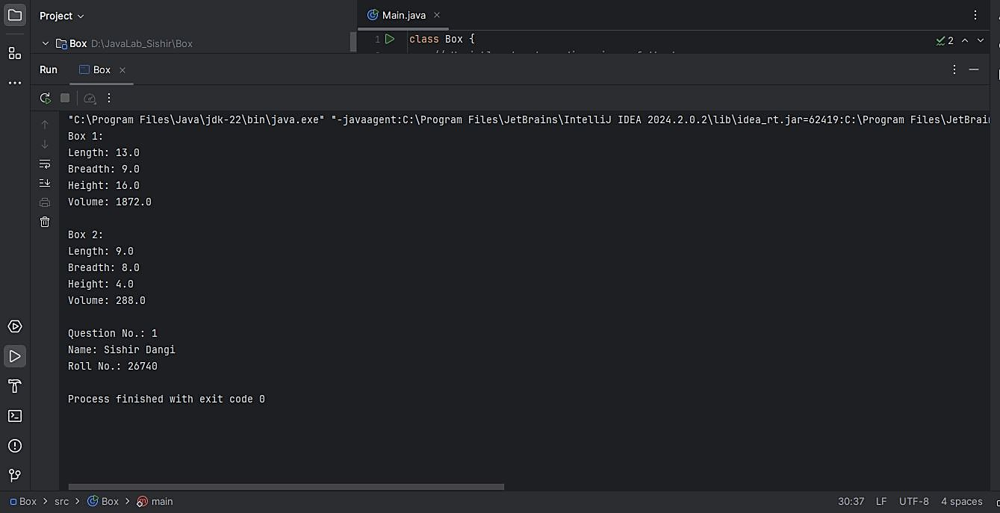 Project
Main.java
Box D:\JavaLab_Sishir\Box
1 class Box {
2
Run Box
"C:\Program Files\Java\jdk-22\bin\java.exe" "-javaagent:C:\Program Files\JetBrains\IntelliJ IDEA 2024.2.0.2\lib\idea_rt.jar=62419:C:\Program Files\JetBrain
Box 1:
Length: 13.0
Breadth: 9.0
Height: 16.0
Volume: 1872.0
Box 2:
Length: 9.0
Breadth: 8.0
Height: 4.0
Volume: 288.0
Question No.: 1
Name: Sishir Dangi
Roll No.: 26740
Process finished with exit code 0
Box > src > Box > main
30:37 LF UTF-8 4 spaces